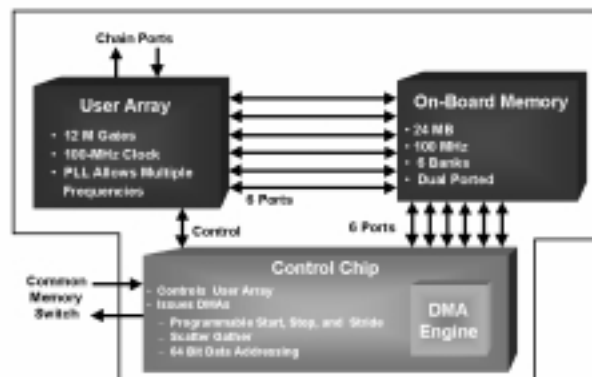 Chain Ports
User Array
• 12 M Gates
• 100-MHz Clock
• PLL Allows Multiple
Frequencies
On-Board Memory
• 24 MB
• 100 MHz
• 6 Banks
• Dual Ported
6 Ports
6 Ports
Control
Common
Memory
Switch
Control Chip
- Controls User Array
- Issues DMAs
– Programmable Start, Stop, and Stride
– Scatter Gather
– 64 Bit Data Addressing
DMA
Engine